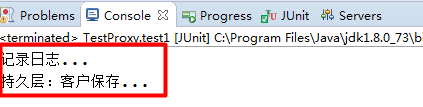 Problems Console Progress JUnit Servers
<terminated> TestProxy.test1 [JUnit] C:\Program Files\Java\jdk1.8.0_73\b
记录日志...
持久层：客户保存...